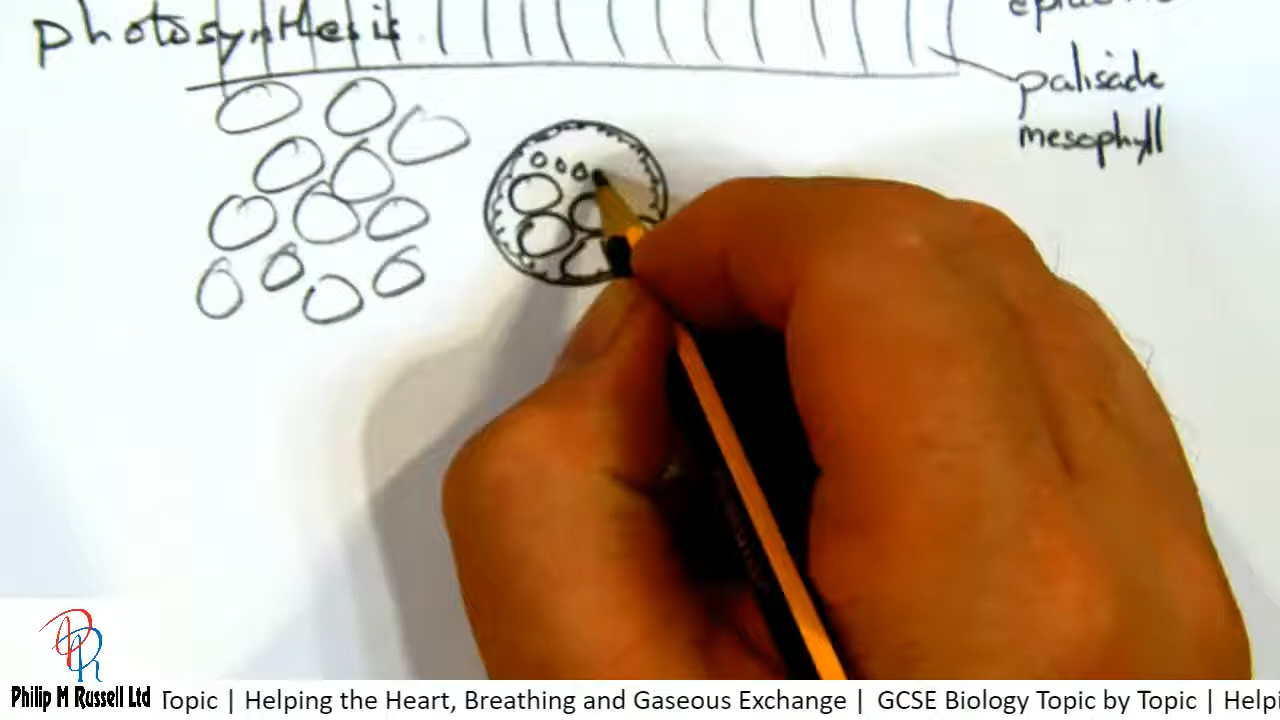 photosynthesis
palisade
mesophyll
Philip M Russell Ltd
Topic | Helping the Heart, Breathing and Gaseous Exchange | GCSE Biology Topic by Topic | Helpi